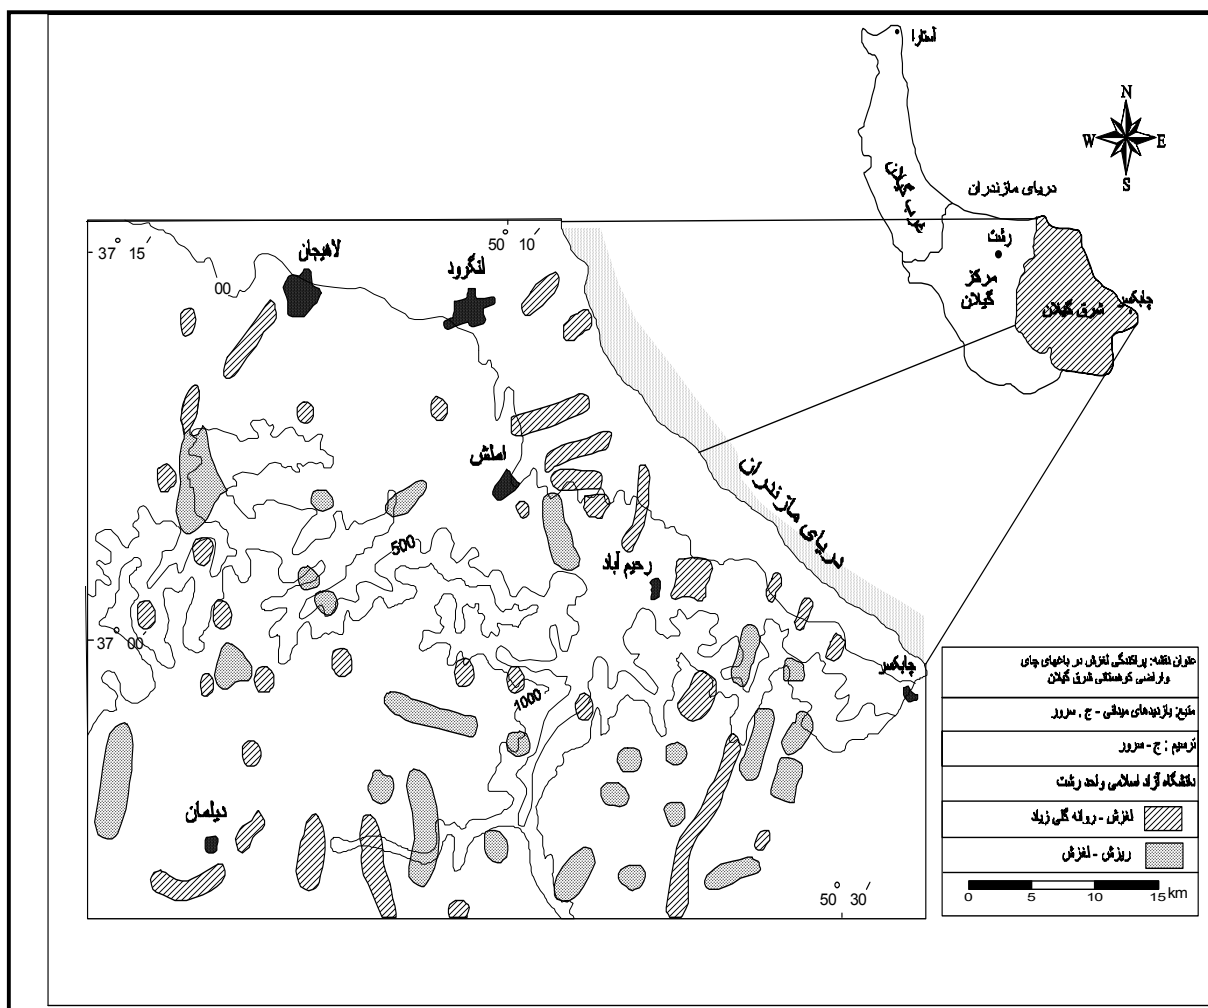 آستارا
N
W E
S
غرب گیلان
دریای مازندران
رشت
مرکز
گیلان
شرق گیلان
چابکسر
37° 15′
50° 10′
لاهیجان
لنگرود
00
املش
500
رحیم آباد
دریای مازندران
37° 00′
چابکسر
1000
دیلمان
50° 30′
عنوان نقشه: پراکندگی لغزش در باغهای چای
واراضی کوهستانی شرق گیلان
منبع: بازدیدهای میدانی - ج . سرور
ترسیم : ج - سرور
دانشگاه آزاد اسلامی واحد رشت
لغزش - روانه گلی زیاد
ریزش - لغزش
0 5 10 15 km